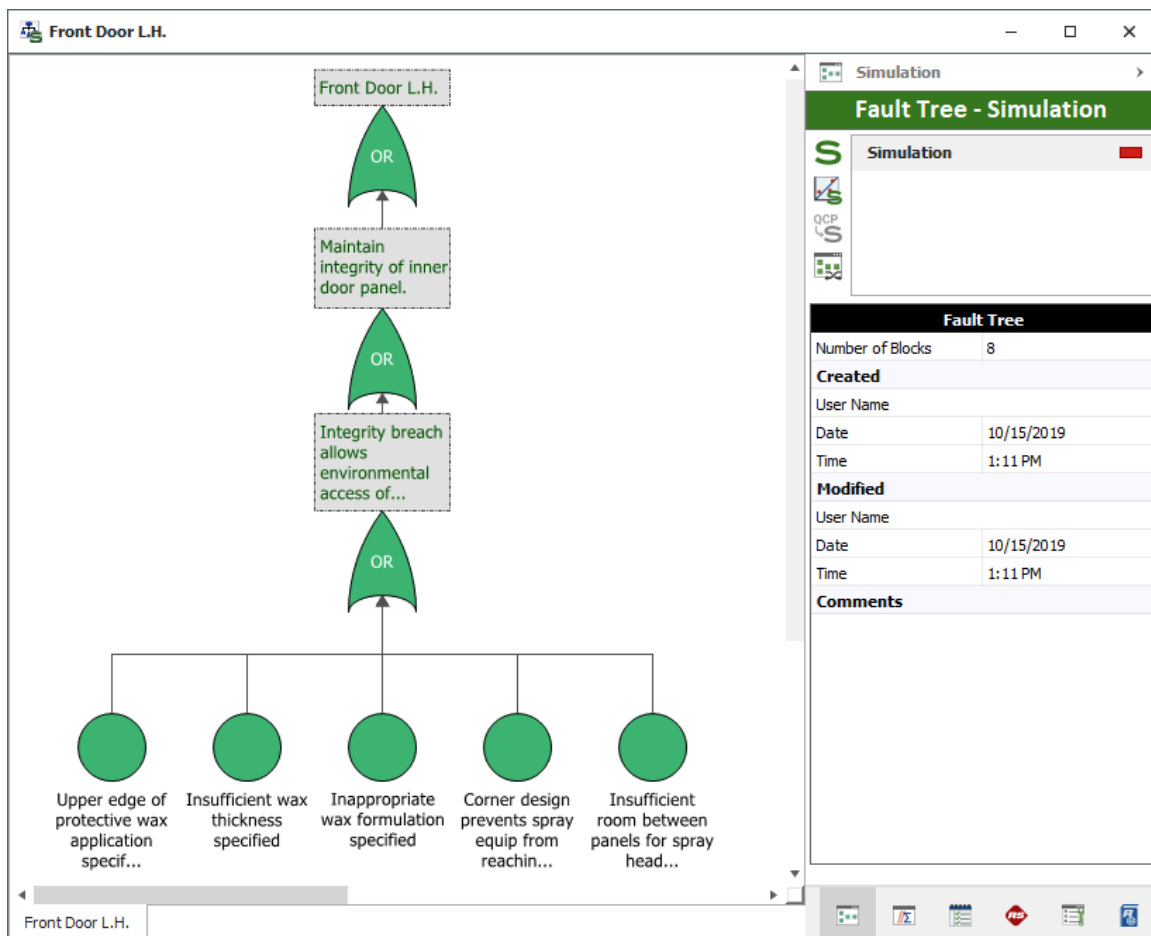 Front Door L.H.
Front Door L.H.
OR
Maintain
integrity of inner
door panel.
OR
Integrity breach
allows
environmental
access of...
OR
Upper edge of
protective wax
application
specif...
Insufficient wax
thickness
specified
Inappropriate
wax formulation
specified
Corner design
prevents spray
equip from
reachin...
Insufficient
room between
panels for spray
head...
Front Door L.H.
Simulation
Fault Tree - Simulation
S
Simulation
S
QCP
S
Fault Tree
Number of Blocks 8
Created
User Name
Date 10/15/2019
Time 1:11 PM
Modified
User Name
Date 10/15/2019
Time 1:11 PM
Comments
RS